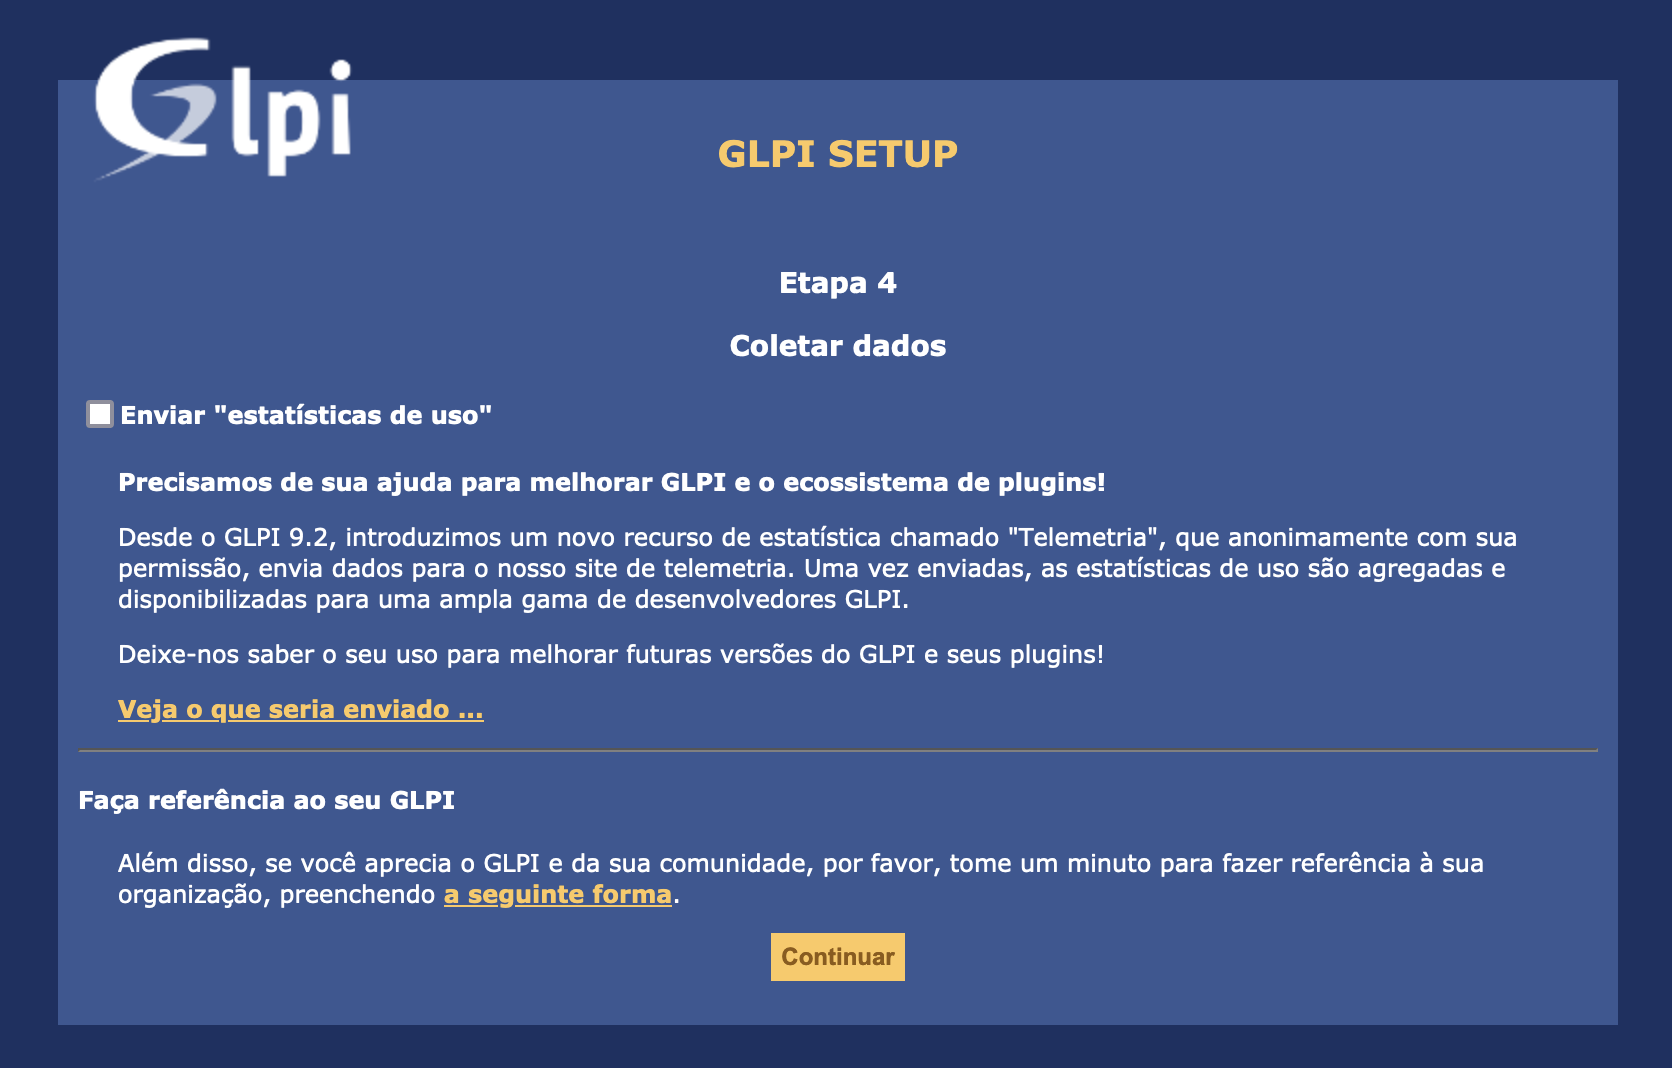 Glpi
GLPI SETUP
Etapa 4
Coletar dados
Enviar "estatísticas de uso"
Precisamos de sua ajuda para melhorar GLPI e o ecossistema de plugins!
Desde o GLPI 9.2, introduzimos um novo recurso de estatística chamado "Telemetria", que anonimamente com sua
permissão, envia dados para o nosso site de telemetria. Uma vez enviadas, as estatísticas de uso são agregadas e
disponibilizadas para uma ampla gama de desenvolvedores GLPI.
Deixe-nos saber o seu uso para melhorar futuras versões do GLPI e seus plugins!
Veja o que seria enviado ...
Faça referência ao seu GLPI
Além disso, se você aprecia o GLPI e da sua comunidade, por favor, tome um minuto para fazer referência à sua
organização, preenchendo a seguinte forma.
Continuar